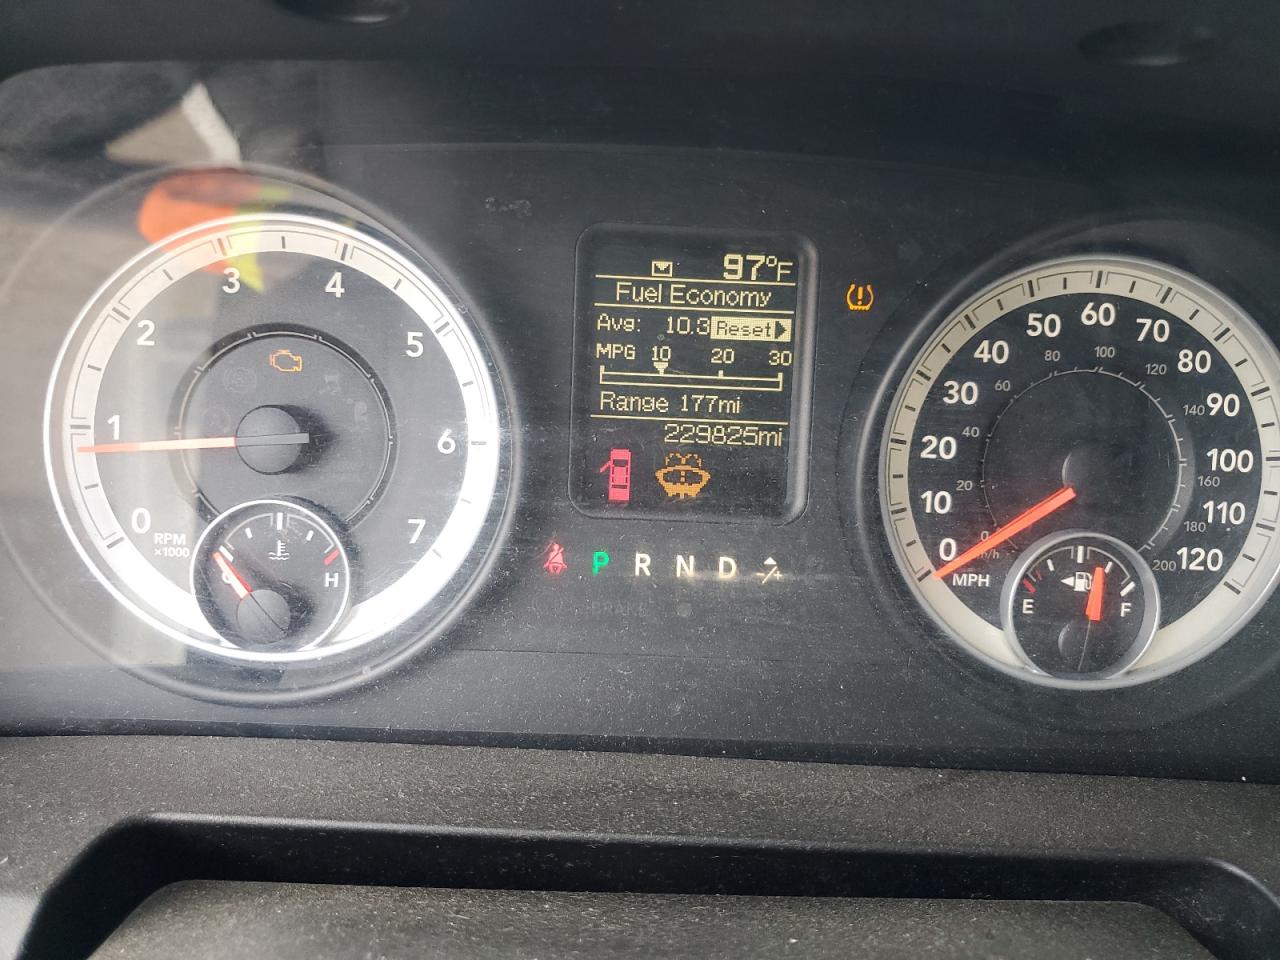 97°F
Fuel Economy
Avg: 10.3 Reset
MPG 10 20 30
Range 177mi
229825mi
0 1 2 3 4 5 6 7
RPM
x1000
H
P R N D
BRAKE
0 10 20 30 40 50 60 70 80 90 100 110 120
0 20 40 60 80 100 120 140 160 180 200
MPH
E F